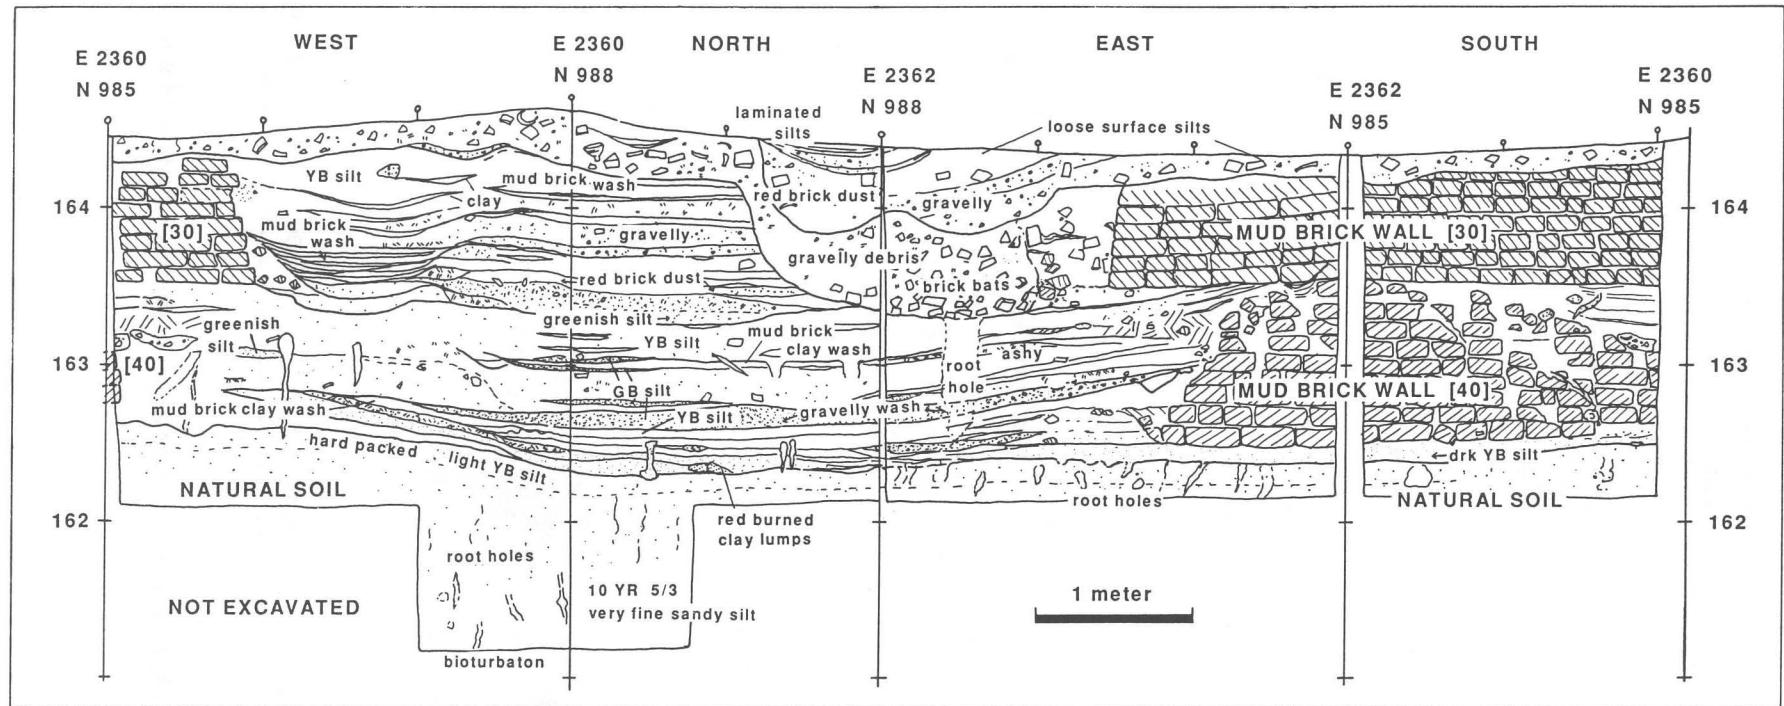 WEST
NORTH
EAST
SOUTH
E 2360
N 985
E 2360
N 988
E 2362
N 988
E 2362
N 985
E 2360
N 985
laminated
silts
loose surface silts
YB silt
mud brick wash
clay
red brick dust
gravelly
164
164
[30]
mud brick
wash
gravelly
MUD BRICK WALL [30]
gravelly debris
red brick dust
brick bats
greenish silt
greenish
silt
mud brick
clay wash
YB silt
ashy
163
163
[40]
root
hole
GB silt
MUD BRICK WALL [40]
mud brick clay wash
YB silt
gravelly wash
hard packed
light YB silt
drk YB silt
NATURAL SOIL
root holes
NATURAL SOIL
162
162
red burned
clay lumps
root holes
10 YR 5/3
very fine sandy silt
NOT EXCAVATED
1 meter
bioturbaton